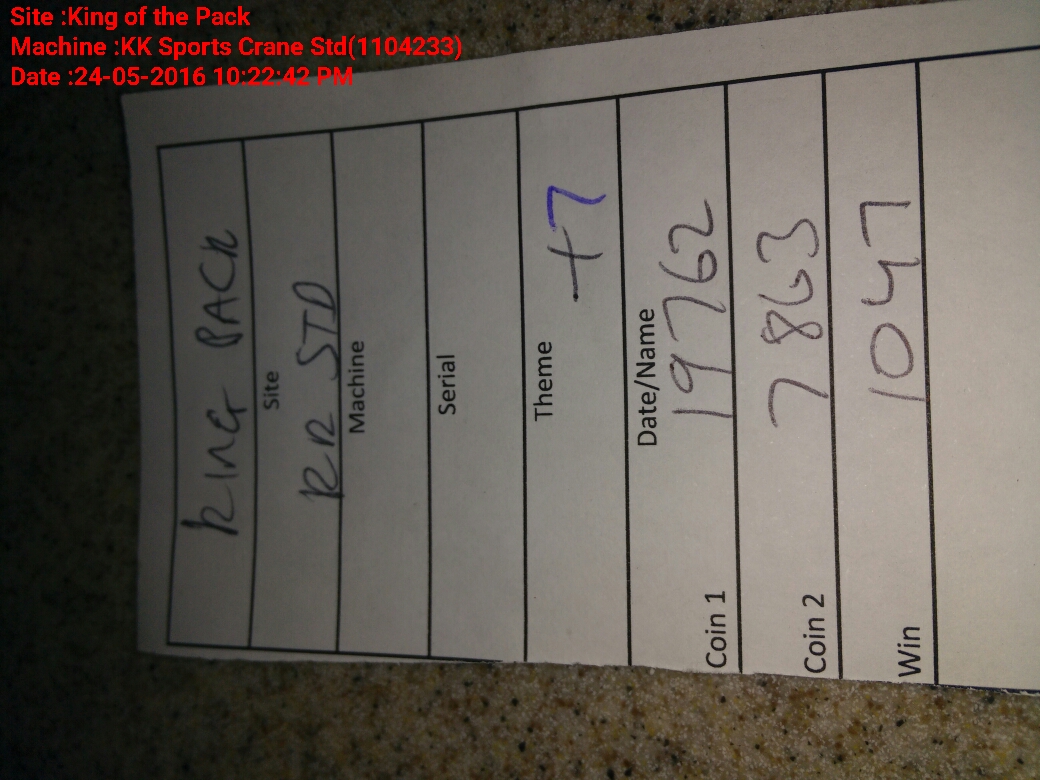 Site :King of the Pack
Machine :KK Sports Crane Std(1104233)
Date :24-05-2016 10:22:42 PM
KING PACK
Site
KK STD
Machine
Serial
Theme
+7
Date/Name
Coin 1 19762
Coin 2 7863
Win 1047